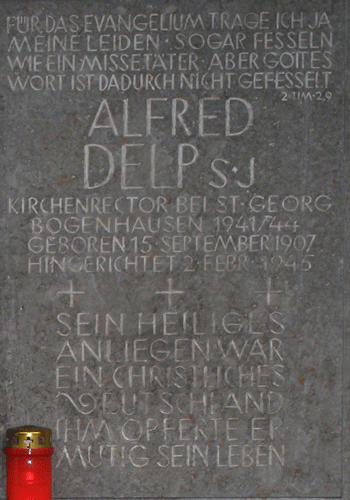 FÜR DAS EVANGELIUM TRAGE ICH JA
MEINE LEIDEN · SOGAR FESSELN
WIE EIN MISSETÄTER · ABER GOTTES
WORT IST DADURCH NICHT GEFESSELT
2·TIM·2,9
ALFRED
DELP S·J
KIRCHENRECTOR BEI ST·GEORG
BOGENHAUSEN 1941/44
GEBOREN 15·SEPTEMBER 1907
HINGERICHTET 2·FEBR·1945
SEIN HEILIGES
ANLIEGEN WAR
EIN CHRISTLICHES
DEUTSCHLAND
IHM OPFERTE ER
MUTIG SEIN LEBEN